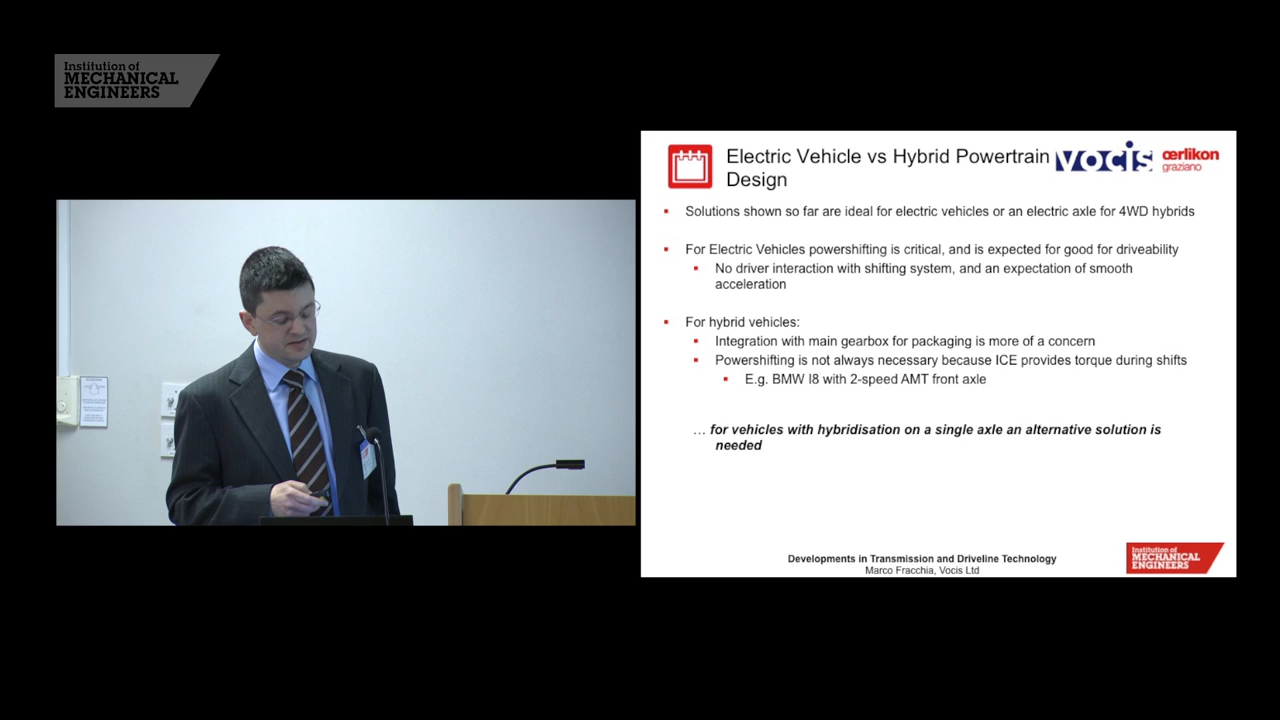 Institution of
MECHANICAL
ENGINEERS
Electric Vehicle vs Hybrid Powertrain
Design
vocis
œrlikon
graziano
Solutions shown so far are ideal for electric vehicles or an electric axle for 4WD hybrids
For Electric Vehicles powershifting is critical, and is expected for good for driveability
No driver interaction with shifting system, and an expectation of smooth
acceleration
For hybrid vehicles:
Integration with main gearbox for packaging is more of a concern
Powershifting is not always necessary because ICE provides torque during shifts
E.g. BMW I8 with 2-speed AMT front axle
… for vehicles with hybridisation on a single axle an alternative solution is
needed
Developments in Transmission and Driveline Technology
Marco Fracchia, Vocis Ltd
Institution of
MECHANICAL
ENGINEERS